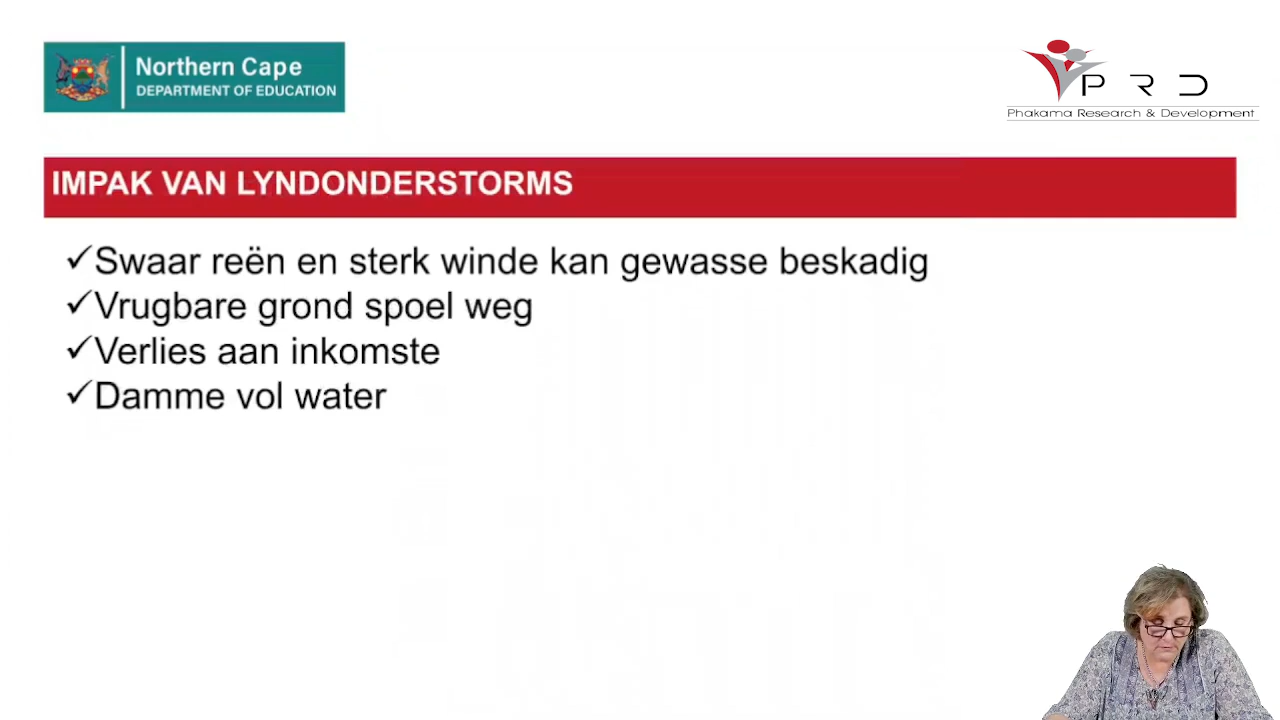 Northern Cape
DEPARTMENT OF EDUCATION
PRD
Phakama Research & Development
IMPAK VAN LYNDONDERSTORMS
✓Swaar reën en sterk winde kan gewasse beskadig
✓Vrugbare grond spoel weg
✓Verlies aan inkomste
✓Damme vol water